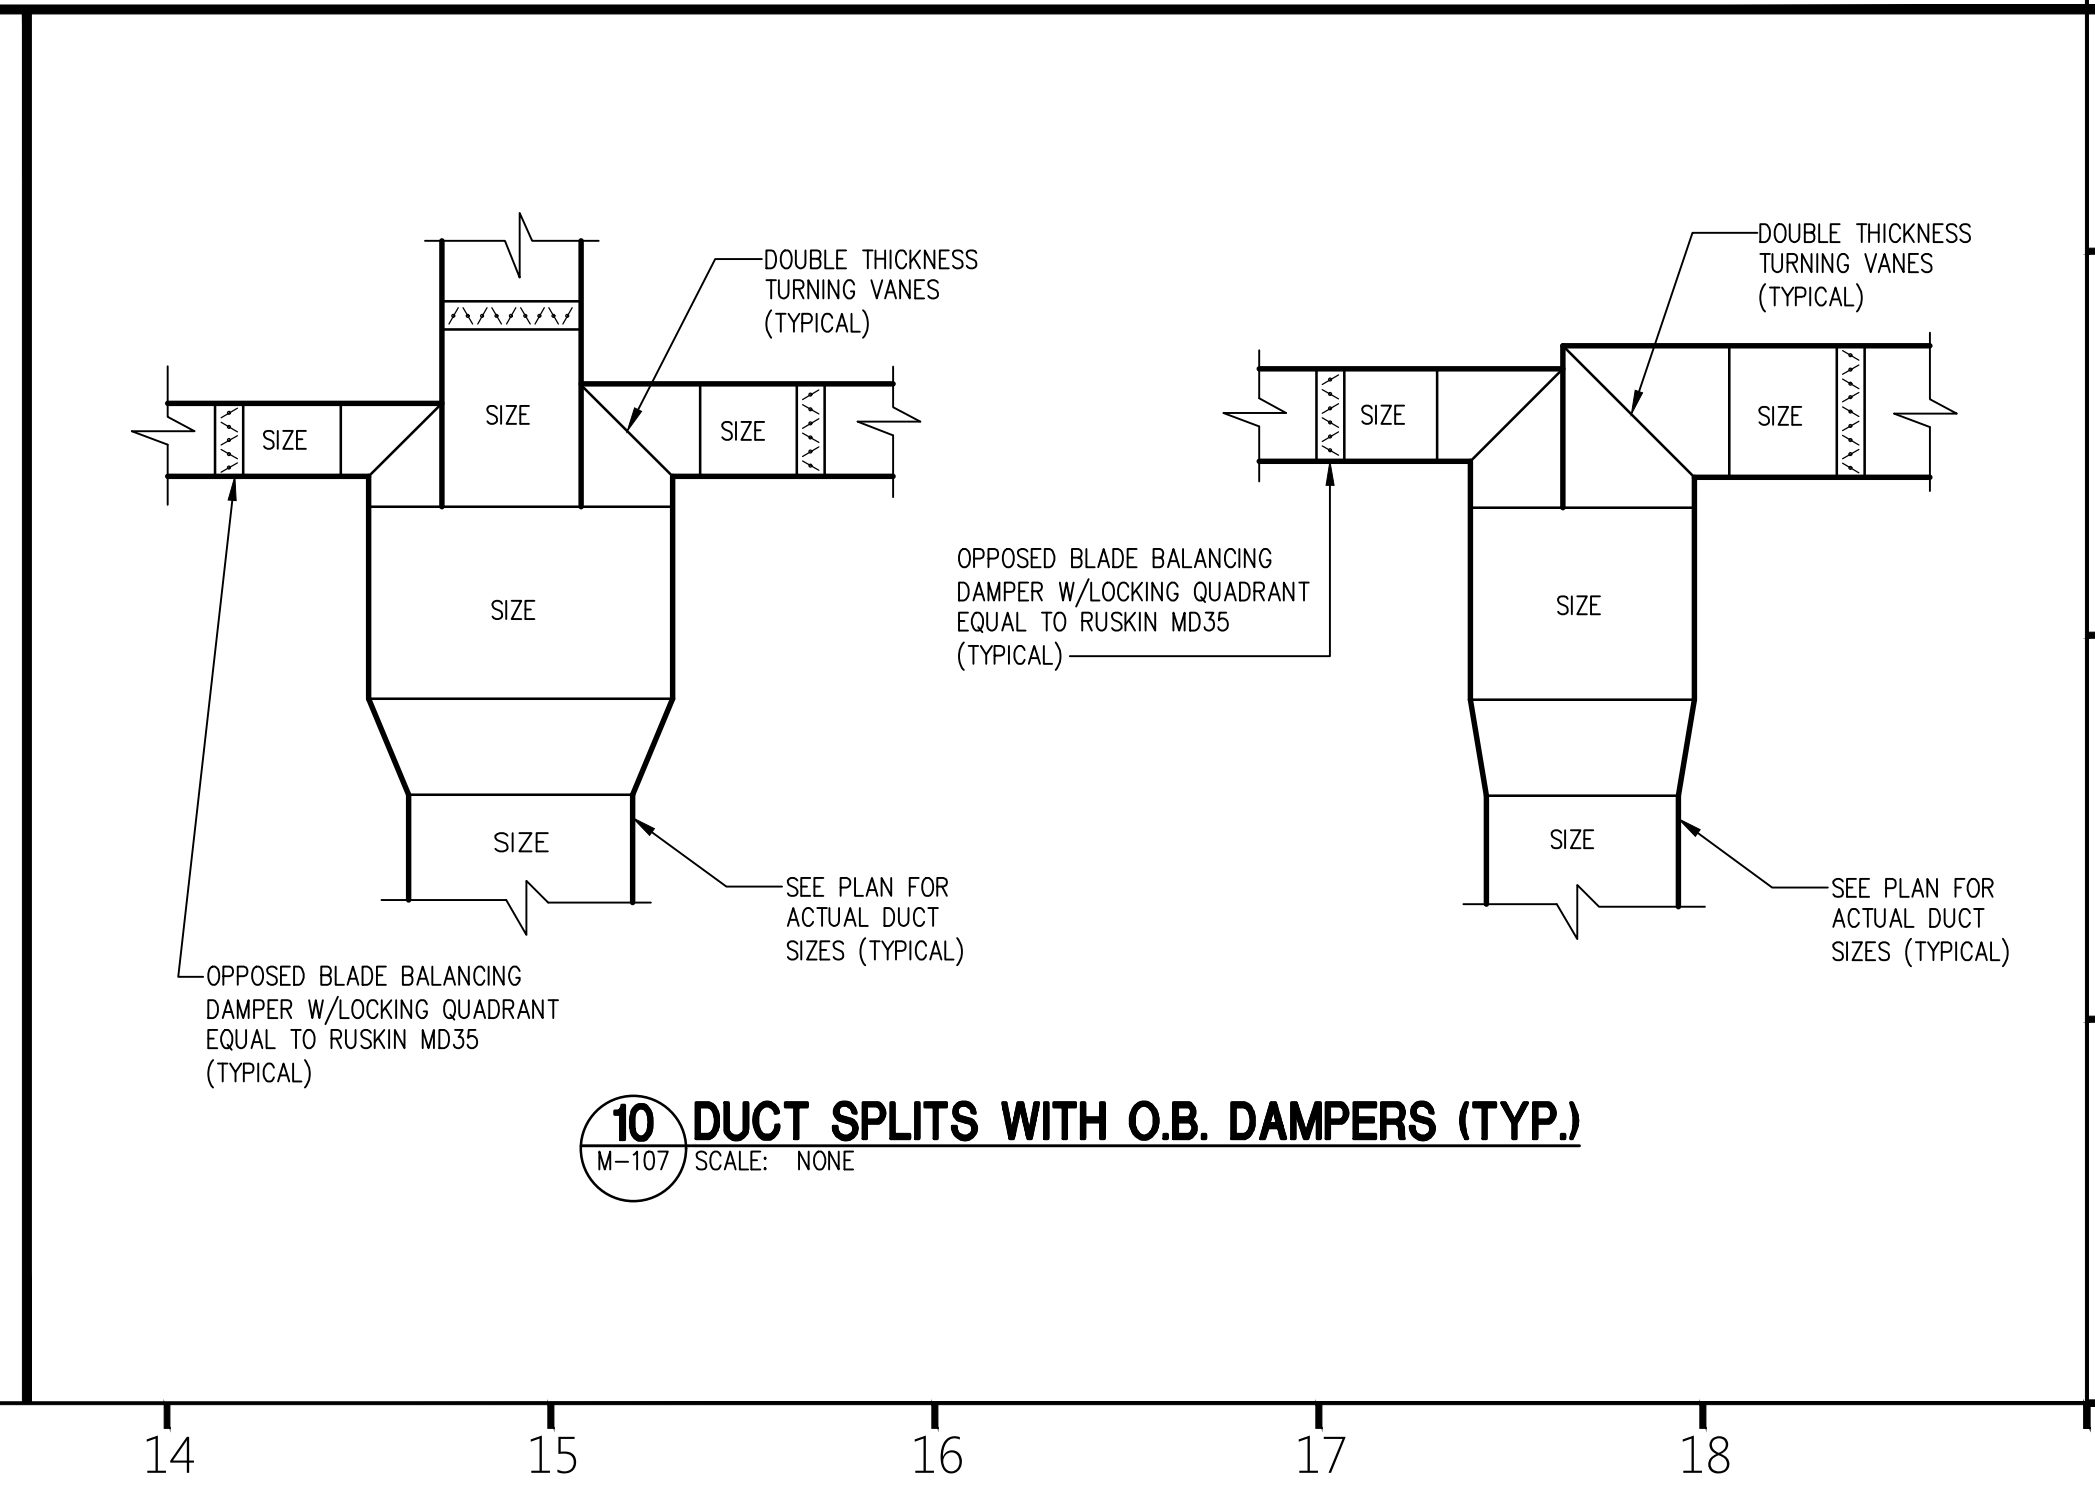 DOUBLE THICKNESS
TURNING VANES
(TYPICAL)
SIZE
SIZE
SIZE
SIZE
SIZE
SEE PLAN FOR
ACTUAL DUCT
SIZES (TYPICAL)
OPPOSED BLADE BALANCING
DAMPER W/LOCKING QUADRANT
EQUAL TO RUSKIN MD35
(TYPICAL)
DOUBLE THICKNESS
TURNING VANES
(TYPICAL)
SIZE
SIZE
OPPOSED BLADE BALANCING
DAMPER W/LOCKING QUADRANT
EQUAL TO RUSKIN MD35
(TYPICAL)
SIZE
SIZE
SEE PLAN FOR
ACTUAL DUCT
SIZES (TYPICAL)
10 DUCT SPLITS WITH O.B. DAMPERS (TYP.)
M-107 SCALE: NONE
14 15 16 17 18